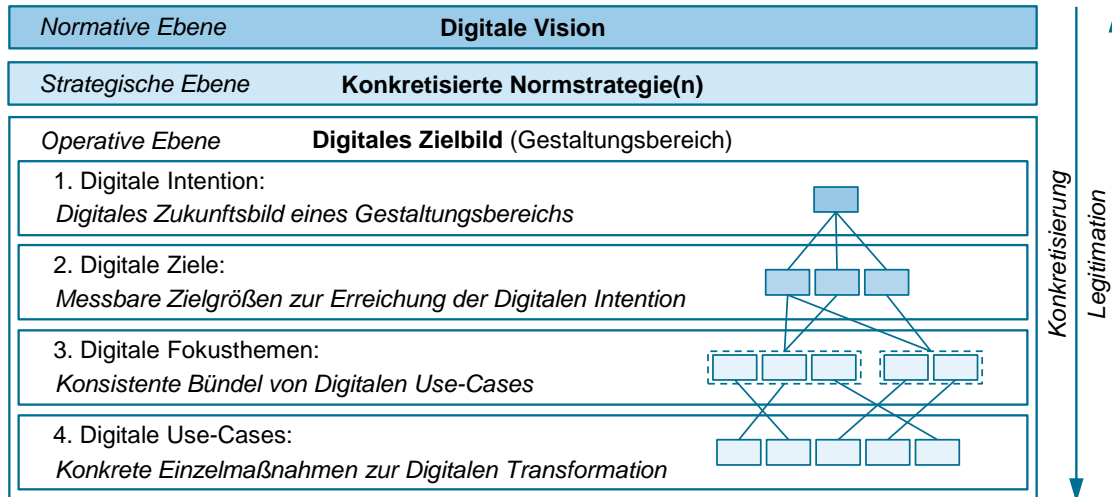 Normative Ebene Digitale Vision
Strategische Ebene Konkretisierte Normstrategie(n)
Operative Ebene Digitales Zielbild (Gestaltungsbereich)
1. Digitale Intention:
Digitales Zukunftsbild eines Gestaltungsbereichs
2. Digitale Ziele:
Messbare Zielgrößen zur Erreichung der Digitalen Intention
3. Digitale Fokusthemen:
Konsistente Bündel von Digitalen Use-Cases
4. Digitale Use-Cases:
Konkrete Einzelmaßnahmen zur Digitalen Transformation
Konkretisierung
Legitimation